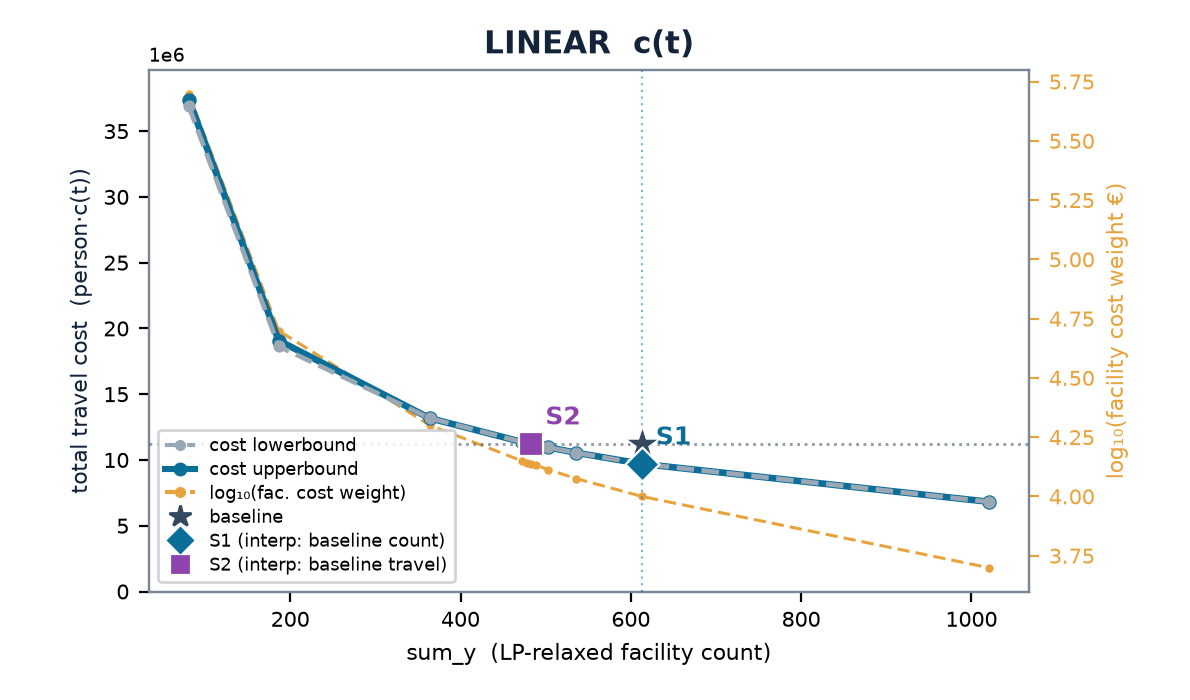 LINEAR  c(t)
1e6
35
30
25
20
15
10
5
0
total travel cost  (person·c(t))
5.75
5.50
5.25
5.00
4.75
4.50
4.25
4.00
3.75
log₁₀(facility cost weight €)
S2
S1
cost lowerbound
cost upperbound
log₁₀(fac. cost weight)
baseline
S1 (interp: baseline count)
S2 (interp: baseline travel)
200
400
600
800
1000
sum_y  (LP-relaxed facility count)